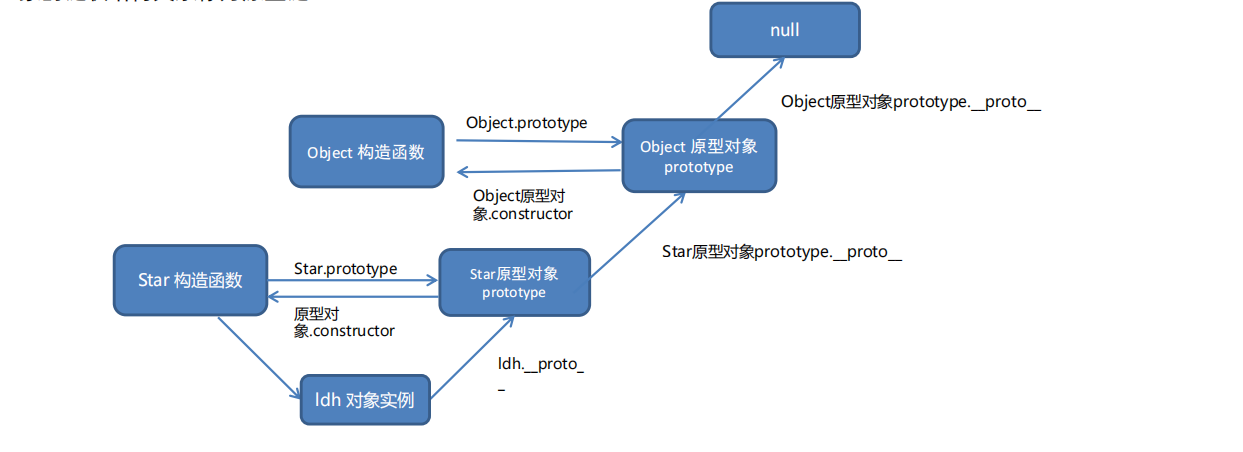 null
Object原型对象prototype.__proto__
Object.prototype
Object 构造函数
Object 原型对象
prototype
Object原型对
象.constructor
Star原型对象prototype.__proto__
Star 构造函数
Star.prototype
Star原型对象
prototype
原型对
象.constructor
ldh.__proto_
_
ldh 对象实例